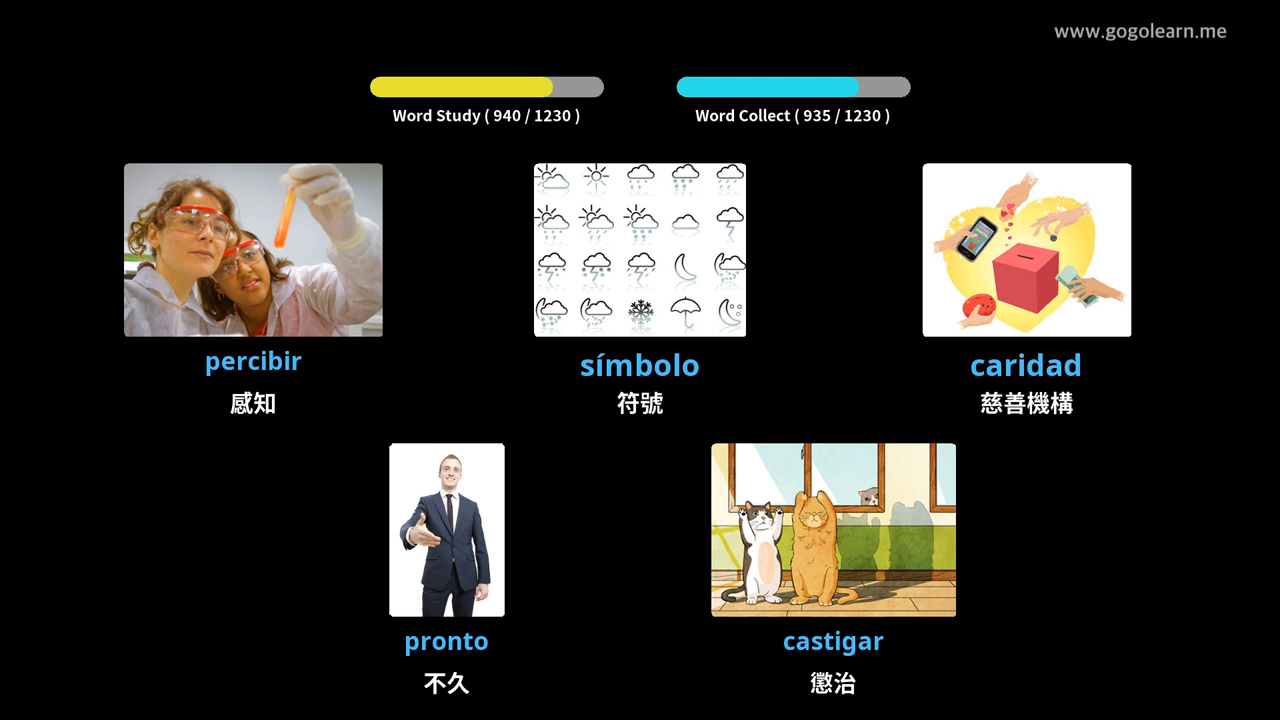 www.gogolearn.me
Word Study ( 940 / 1230 )
Word Collect ( 935 / 1230 )
percibir
感知
símbolo
符號
caridad
慈善機構
pronto
不久
castigar
懲治